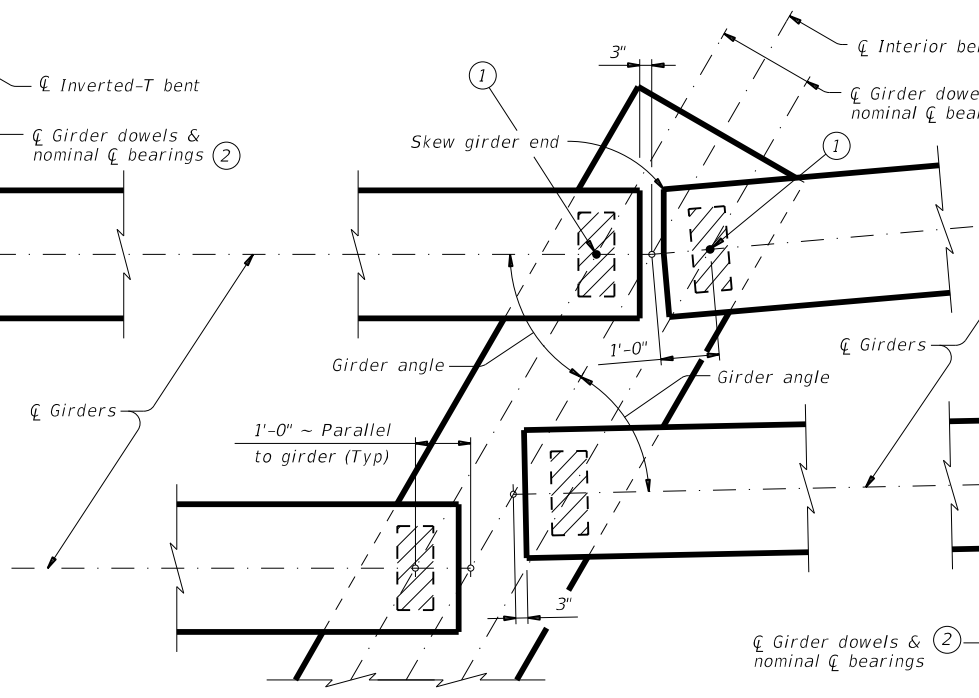 ℄ Interior be
3"
℄ Inverted-T bent
1
℄ Girder dowe
nominal ℄ bear
℄ Girder dowels &
nominal ℄ bearings 2
Skew girder end
1
1'-0"
℄ Girders
Girder angle
Girder angle
℄ Girders
1'-0" ~ Parallel
to girder (Typ)
3"
℄ Girder dowels & 2
nominal ℄ bearings